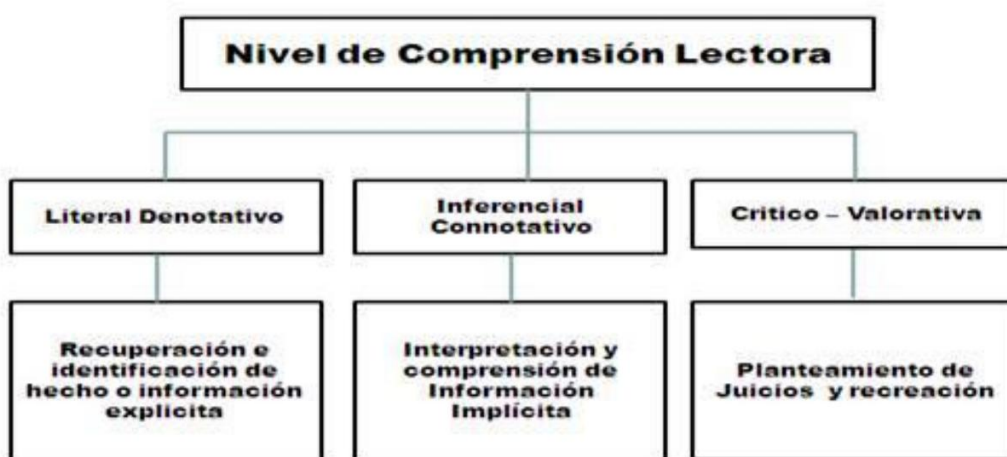 Nivel de Comprensión Lectora
Literal Denotativo
Inferencial
Connotativo
Critico – Valorativa
Recuperación e
identificación de
hecho o información
explicita
Interpretación y
comprensión de
Información
Implícita
Planteamiento de
Juicios y recreación